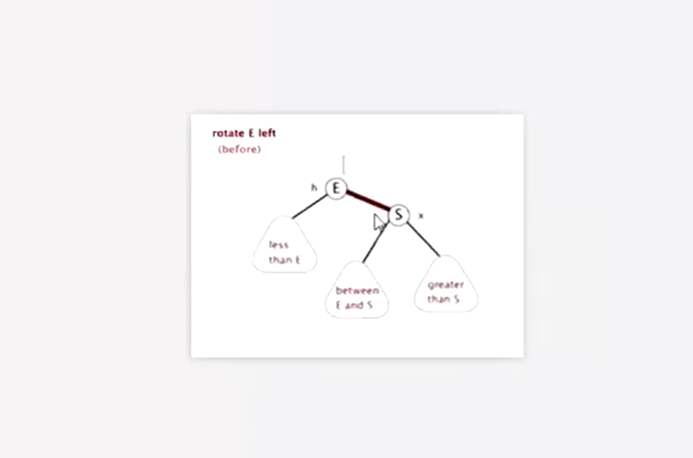 rotate E left
(before)
h
E
S
x
less
than E
between
E and S
greater
than S